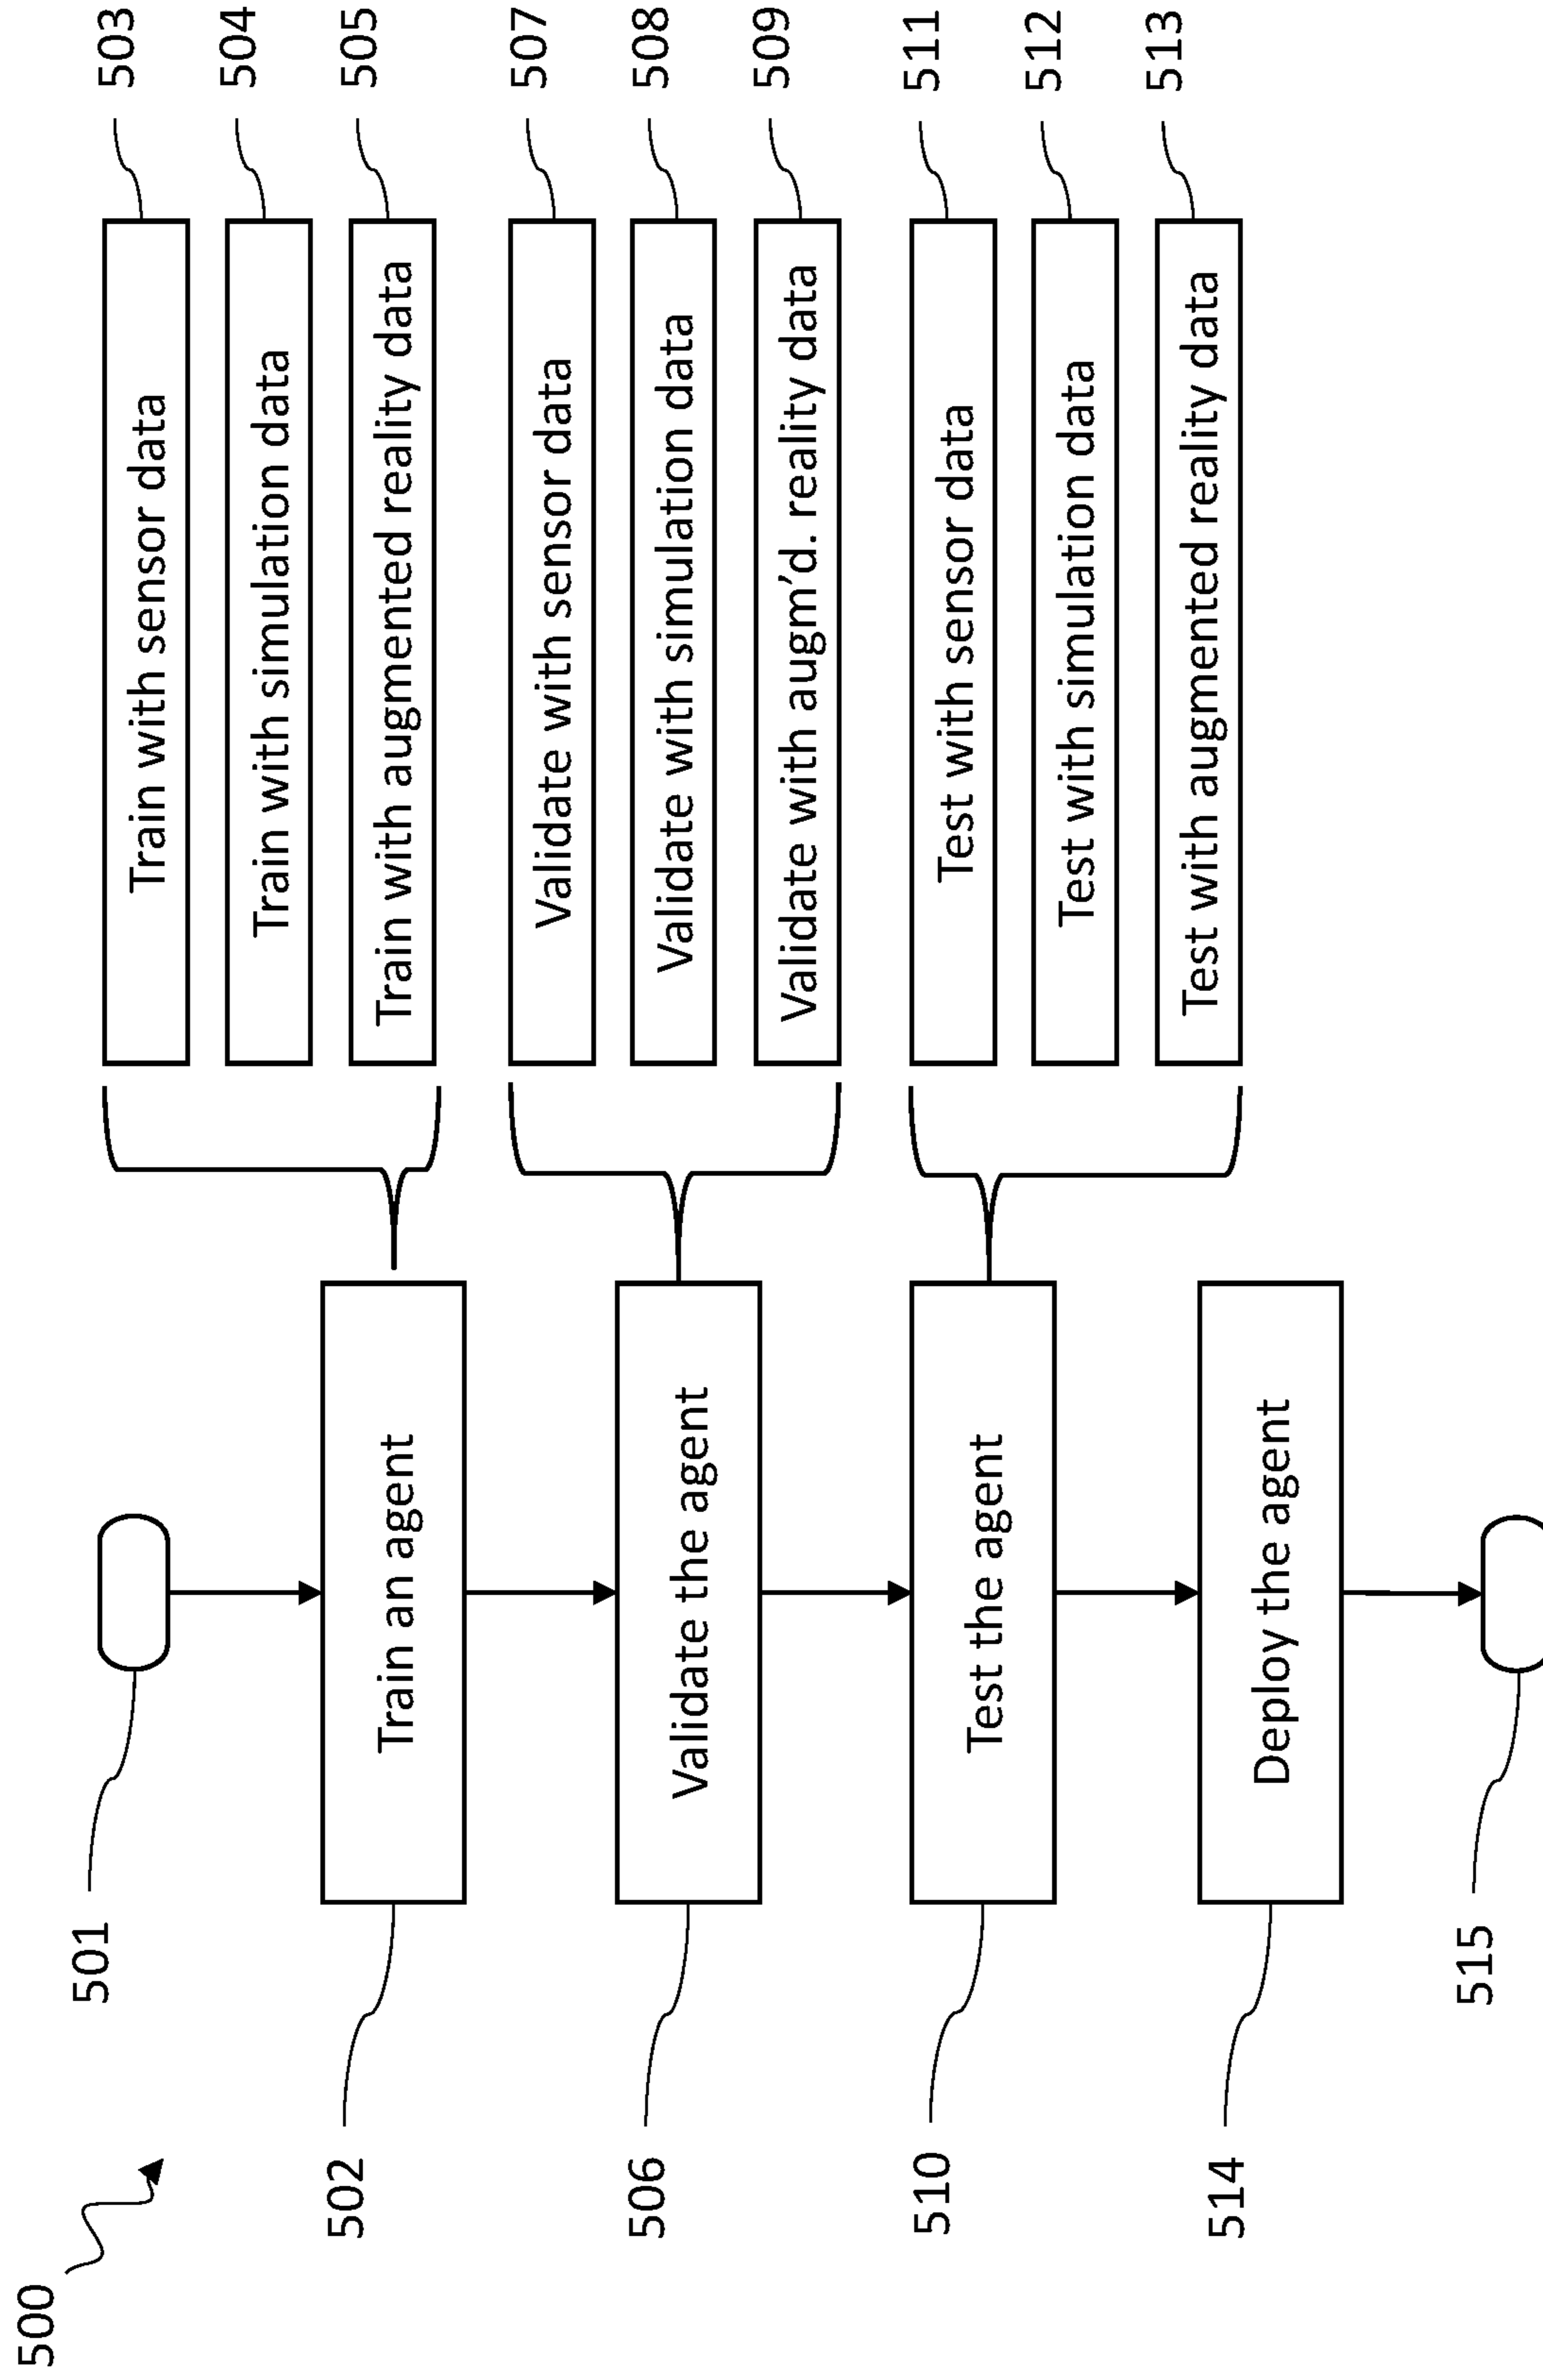 500
501
502
Train an agent
503
Train with sensor data
504
Train with simulation data
505
Train with augmented reality data
506
Validate the agent
507
Validate with sensor data
508
Validate with simulation data
509
Validate with augm'd. reality data
510
Test the agent
511
Test with sensor data
512
Test with simulation data
513
Test with augmented reality data
514
Deploy the agent
515